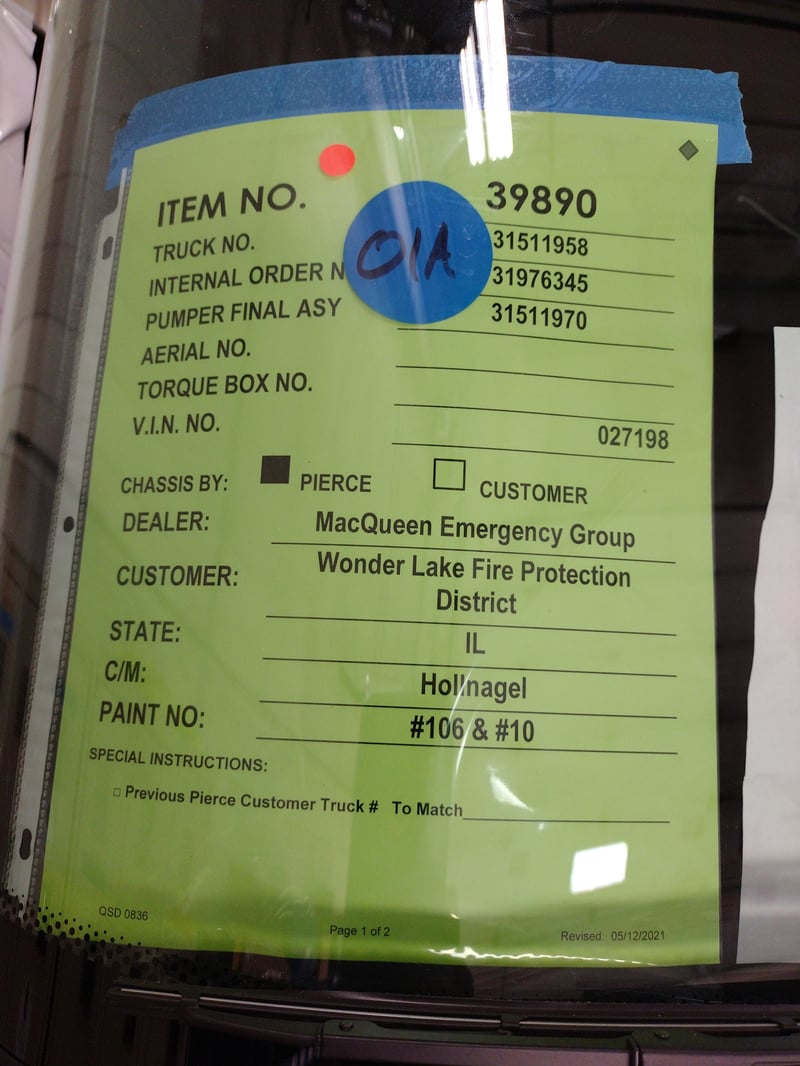 ITEM NO. 39890
TRUCK NO. 31511958
INTERNAL ORDER N 31976345
OIA
PUMPER FINAL ASY 31511970
AERIAL NO.
TORQUE BOX NO.
V.I.N. NO. 027198
CHASSIS BY: PIERCE CUSTOMER
DEALER: MacQueen Emergency Group
CUSTOMER: Wonder Lake Fire Protection
District
STATE: IL
C/M: Hollnagel
PAINT NO: #106 & #10
SPECIAL INSTRUCTIONS:
Previous Pierce Customer Truck # To Match
QSD 0836 Page 1 of 2 Revised: 05/12/2021